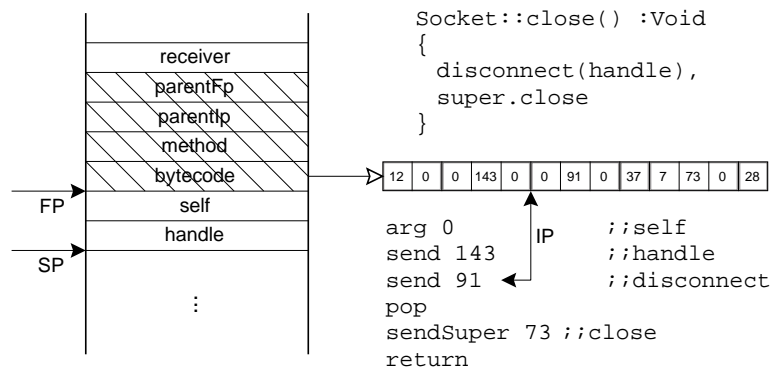 Socket::close() :Void
{
disconnect(handle),
super.close
}
receiver
parentFp
parentIp
method
bytecode
self
handle
FP
SP
⋮
12 0 0 143 0 0 91 0 37 7 73 0 28
IP
arg 0 ;;self
send 143 ;;handle
send 91 ;;disconnect
pop
sendSuper 73 ;;close
return